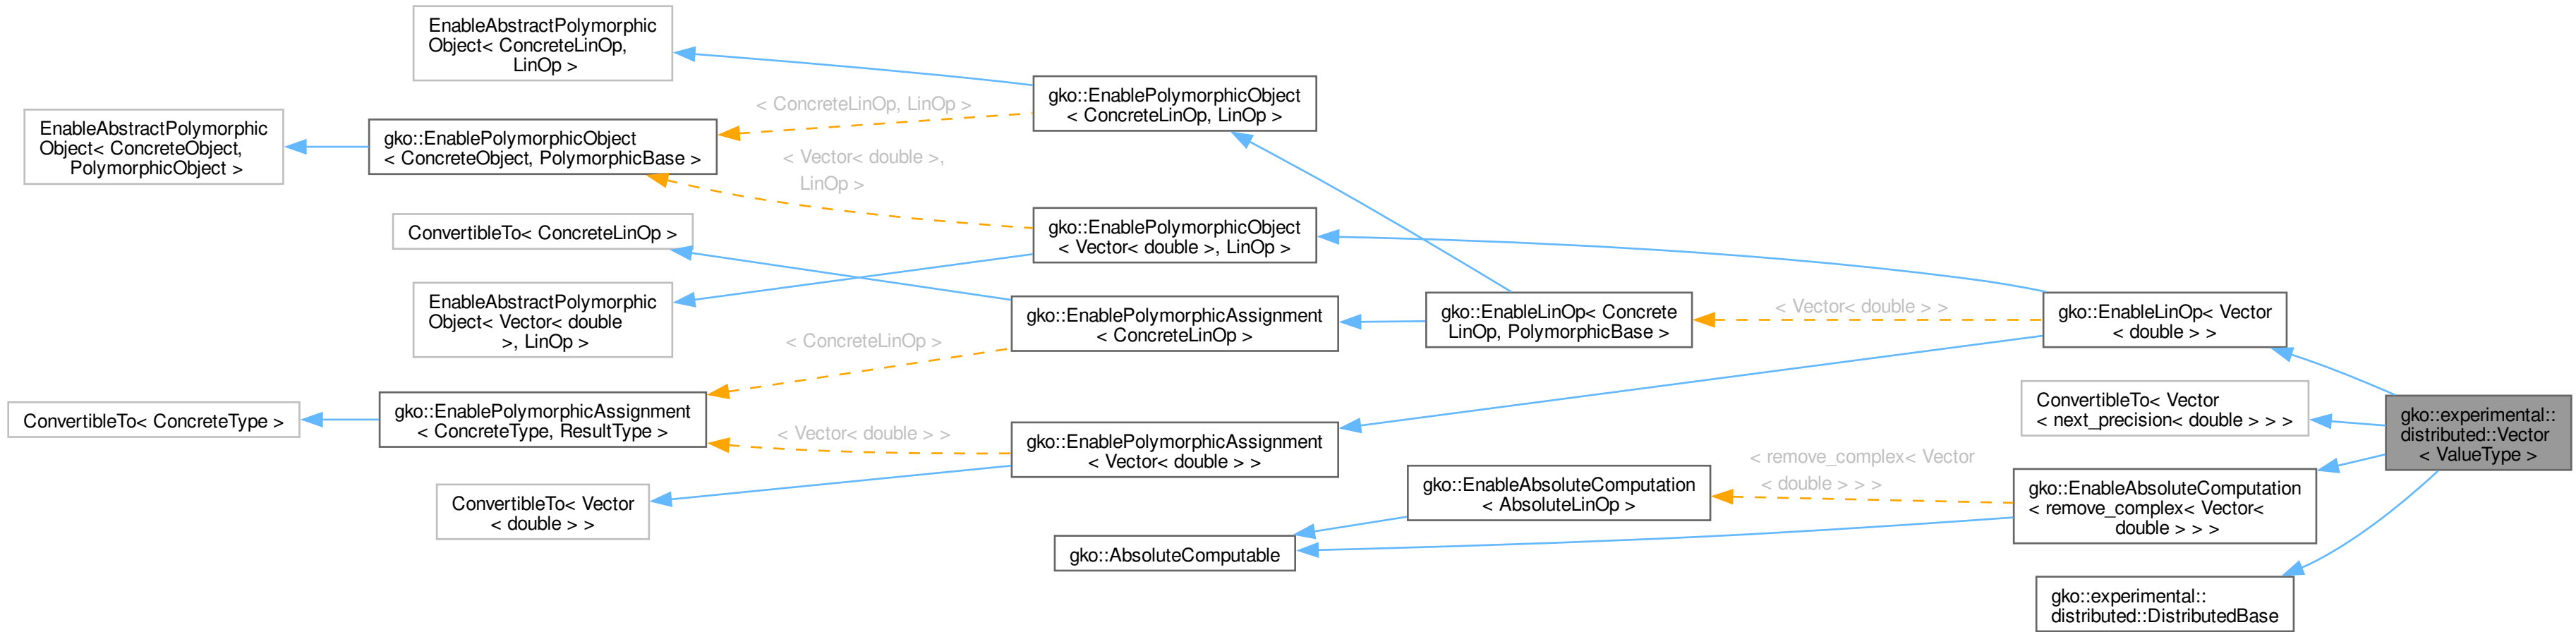 EnableAbstractPolymorphic
Object< ConcreteLinOp,
LinOp >
EnableAbstractPolymorphic
Object< ConcreteObject,
PolymorphicObject >
gko::EnablePolymorphicObject
< ConcreteObject, PolymorphicBase >
< ConcreteLinOp, LinOp >
gko::EnablePolymorphicObject
< ConcreteLinOp, LinOp >
< Vector< double >,
LinOp >
ConvertibleTo< ConcreteLinOp >
gko::EnablePolymorphicObject
< Vector< double >, LinOp >
EnableAbstractPolymorphic
Object< Vector< double
>, LinOp >
gko::EnablePolymorphicAssignment
< ConcreteLinOp >
gko::EnableLinOp< Concrete
LinOp, PolymorphicBase >
< Vector< double > >
gko::EnableLinOp< Vector
< double > >
< ConcreteLinOp >
ConvertibleTo< ConcreteType >
gko::EnablePolymorphicAssignment
< ConcreteType, ResultType >
< Vector< double > >
gko::EnablePolymorphicAssignment
< Vector< double > >
ConvertibleTo< Vector
< next_precision< double > > >
gko::experimental::
distributed::Vector
< ValueType >
ConvertibleTo< Vector
< double > >
gko::EnableAbsoluteComputation
< AbsoluteLinOp >
< remove_complex< Vector
< double > > >
gko::EnableAbsoluteComputation
< remove_complex< Vector<
double > > >
gko::AbsoluteComputable
gko::experimental::
distributed::DistributedBase